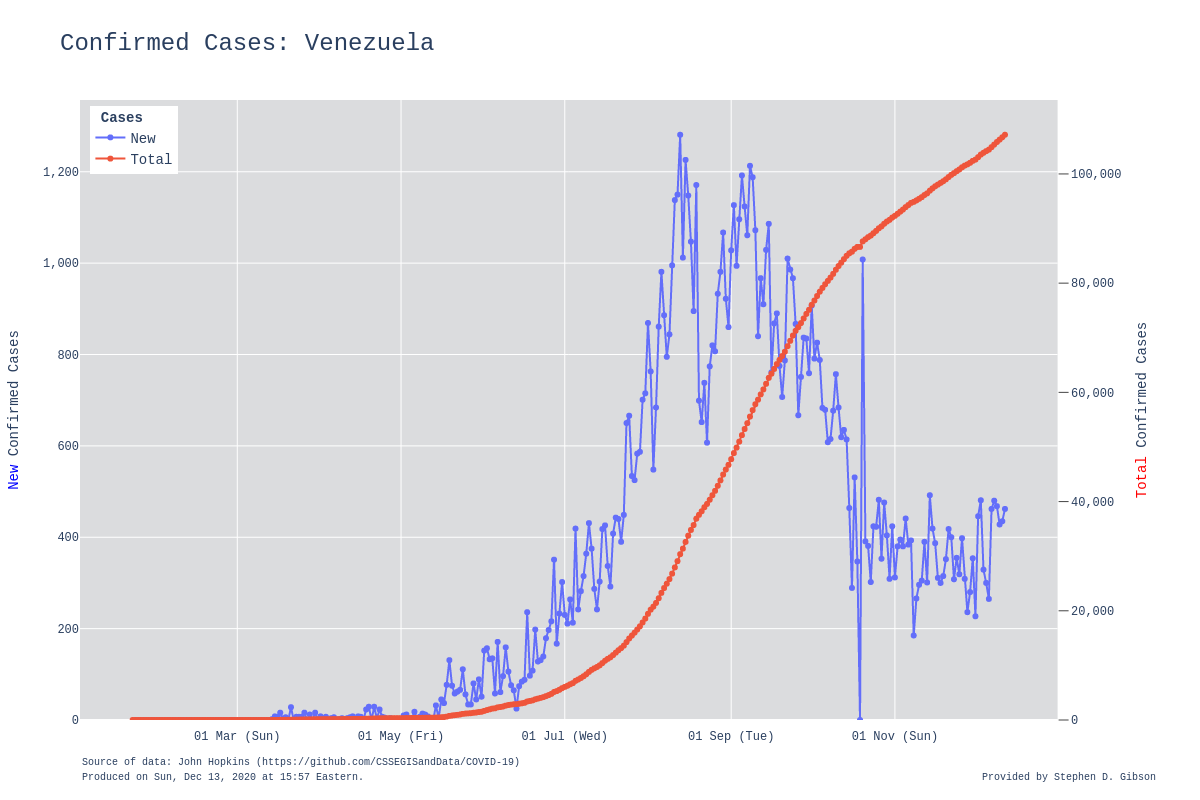 Confirmed Cases: Venezuela
Cases
New
Total
1,200
1,000
800
600
400
200
0
100,000
80,000
60,000
40,000
20,000
0
New Confirmed Cases
Total Confirmed Cases
01 Mar (Sun)
01 May (Fri)
01 Jul (Wed)
01 Sep (Tue)
01 Nov (Sun)
Source of data: John Hopkins (https://github.com/CSSEGISandData/COVID-19)
Produced on Sun, Dec 13, 2020 at 15:57 Eastern.
Provided by Stephen D. Gibson